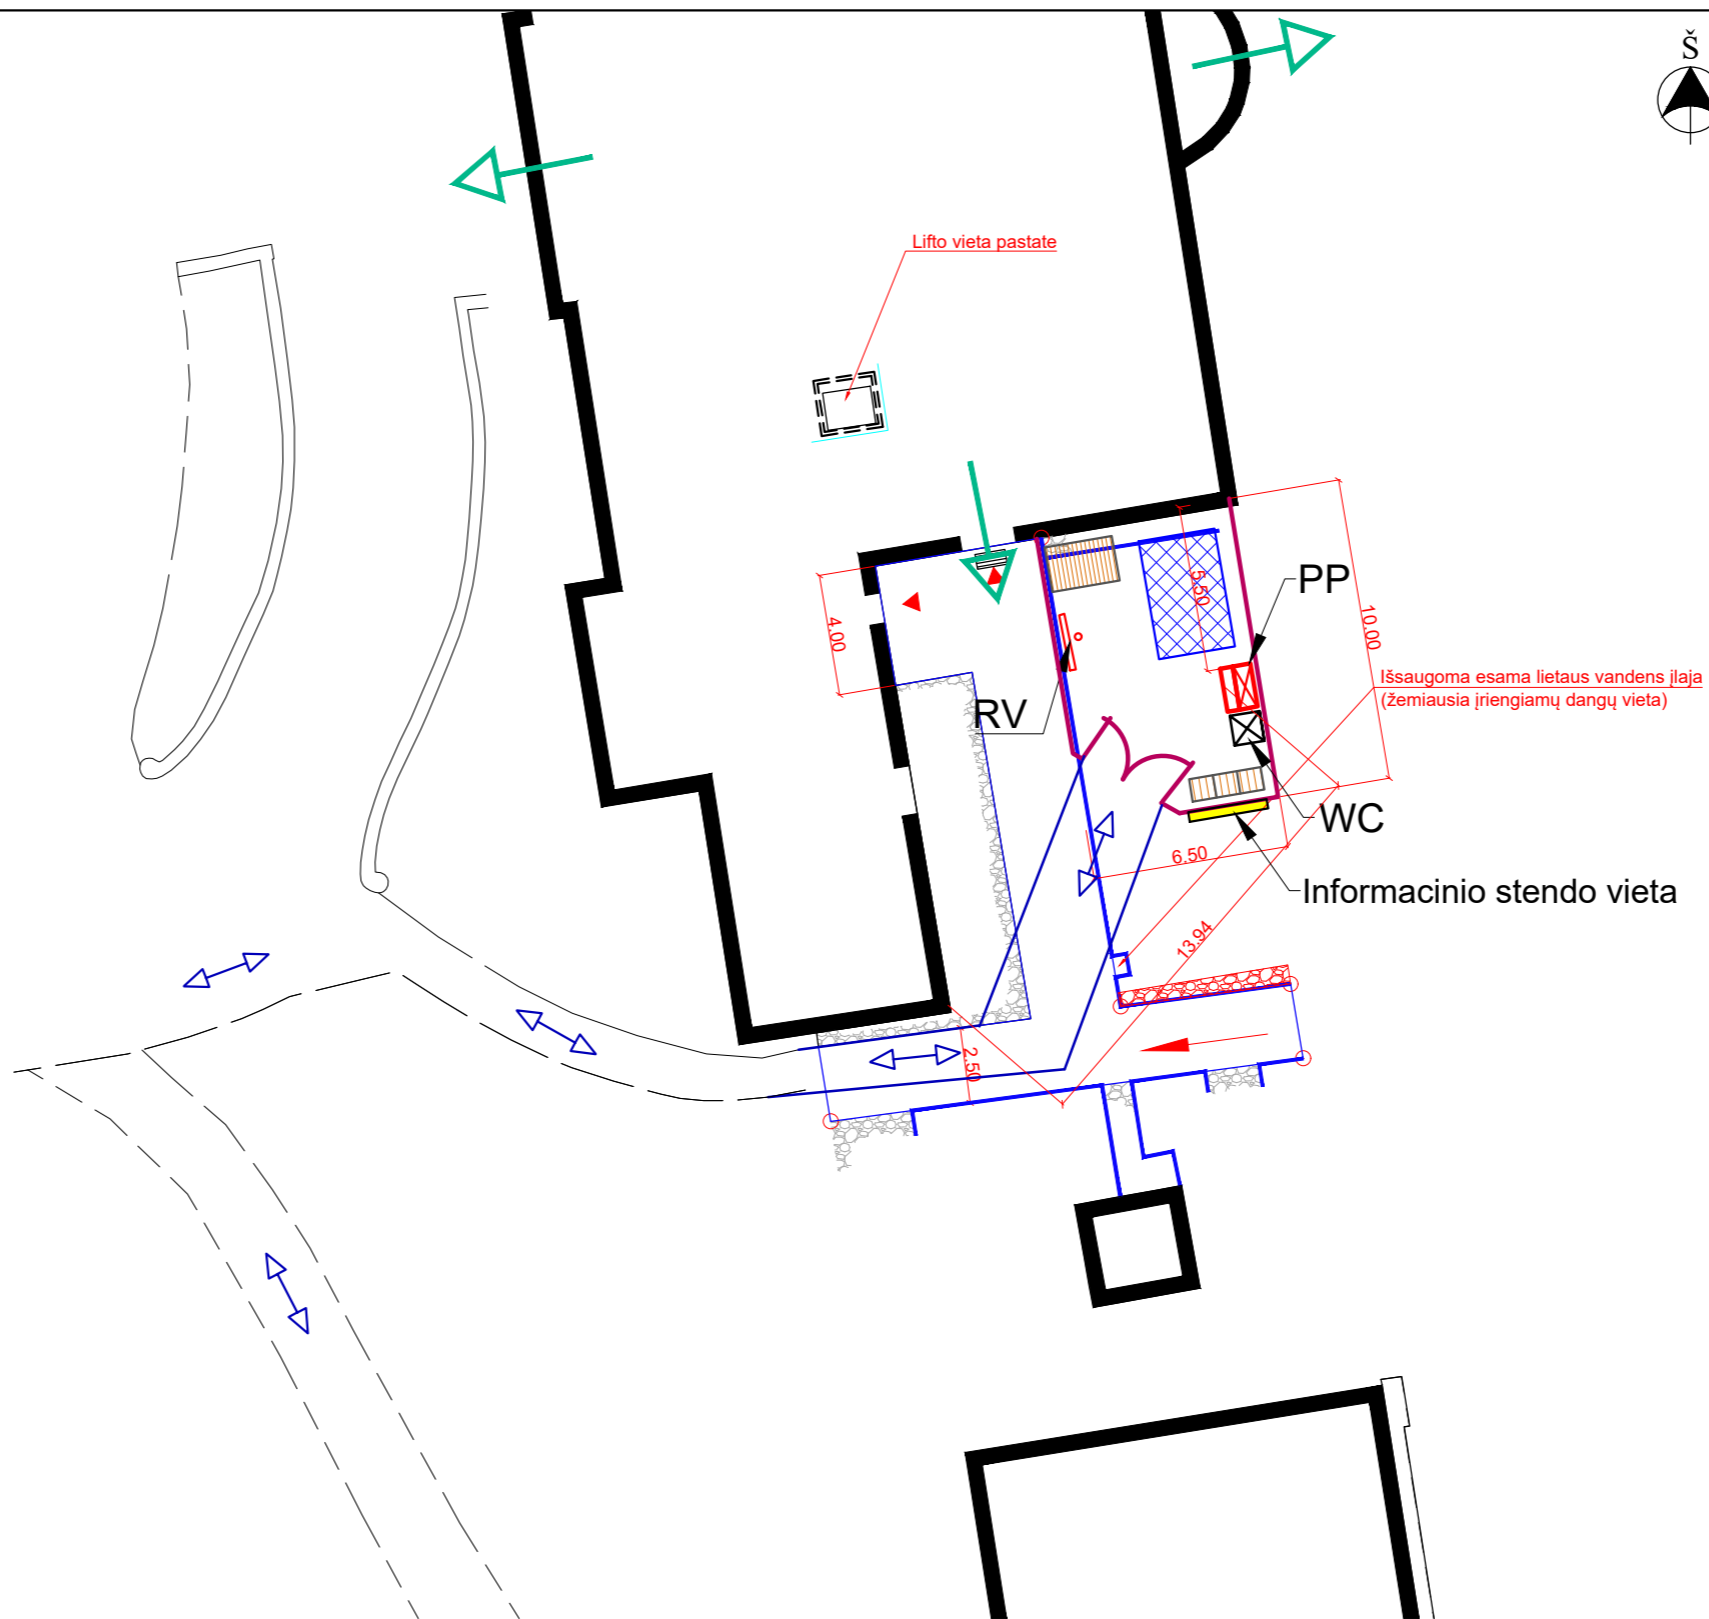 Š
Lifto vieta pastate
PP
5.50
4.00
10.00
Išsaugoma esama lietaus vandens įlaja
(žemiausia įriengiamų dangų vieta)
RV
WC
6.50
Informacinio stendo vieta
13.94
2.50